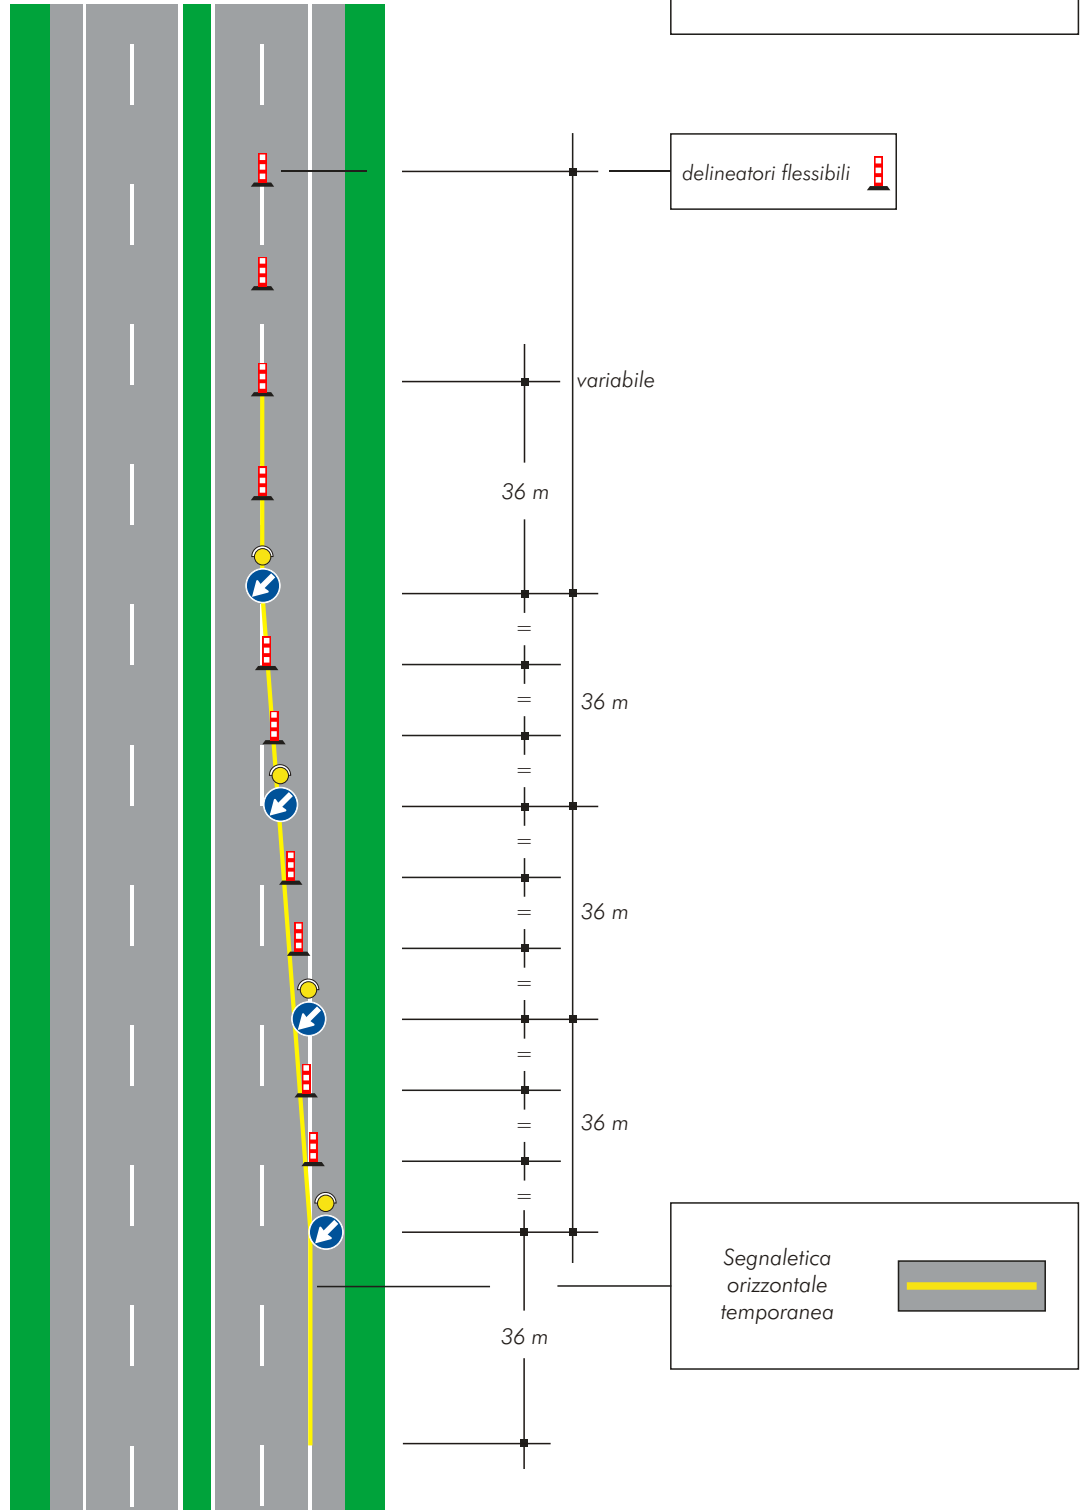 delineatori flessibili
variabile
36 m
=
=
36 m
=
=
36 m
=
=
=
=
36 m
=
36 m
Segnaletica
orizzontale
temporanea